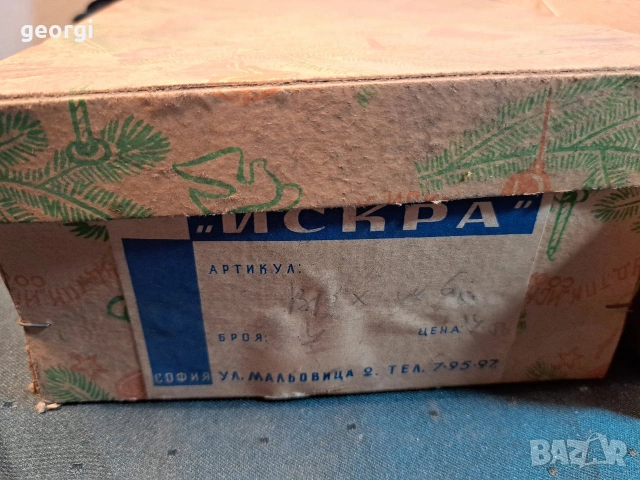 georgi
„ИСКРА"
АРТИКУЛ:
БРОЯ:
ЦЕНА:
СОФИЯ УЛ. МАЛЬОВИЦА 2. ТЕЛ. 7-95-97
BAZAR